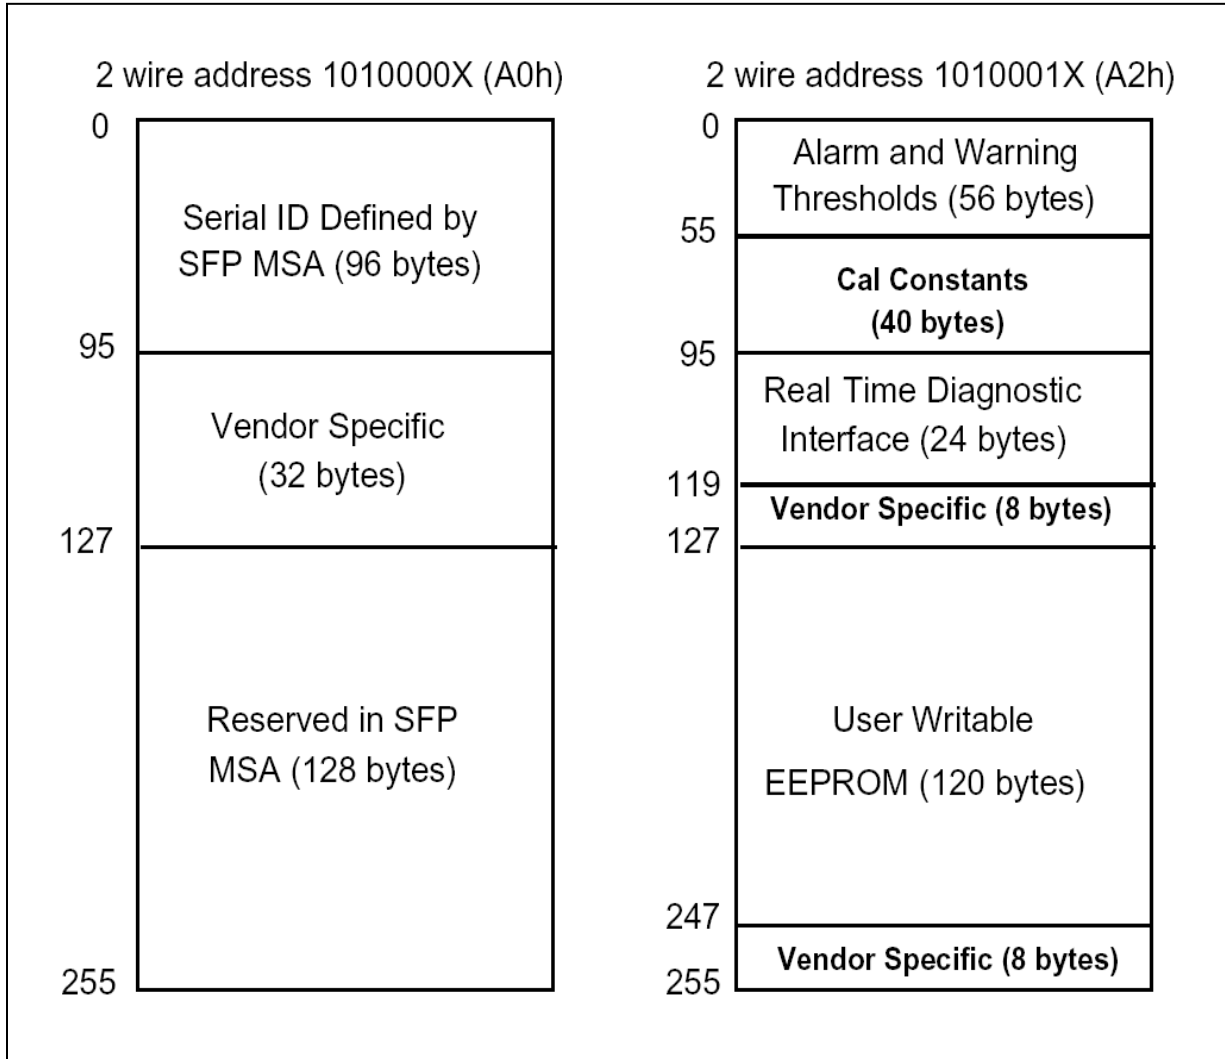 2 wire address 1010000X (A0h)
0
Serial ID Defined by
SFP MSA (96 bytes)
95
Vendor Specific
(32 bytes)
127
Reserved in SFP
MSA (128 bytes)
255
2 wire address 1010001X (A2h)
0
Alarm and Warning
Thresholds (56 bytes)
55
Cal Constants
(40 bytes)
95
Real Time Diagnostic
Interface (24 bytes)
119
Vendor Specific (8 bytes)
127
User Writable
EEPROM (120 bytes)
247
Vendor Specific (8 bytes)
255